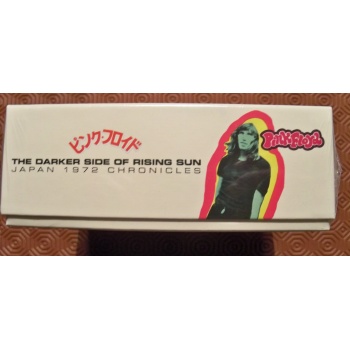 ピンク・フロイド
PINK FLOYD
THE DARKER SIDE OF RISING SUN
JAPAN 1972 CHRONICLES